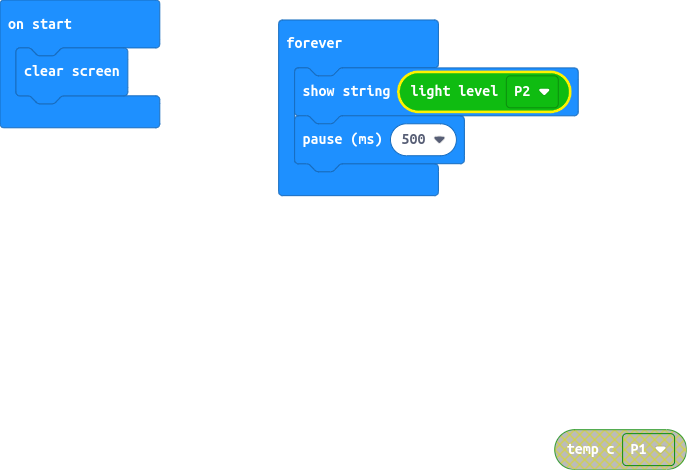 on start
clear screen
forever
show string light level P2
pause (ms) 500
temp c P1